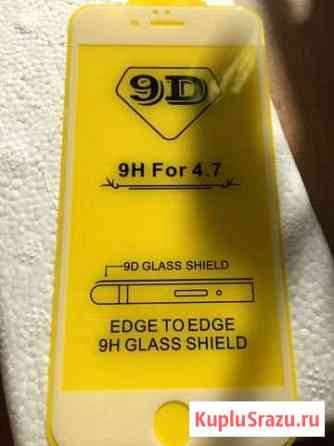 9D
9H For 4.7
9D GLASS SHIELD
EDGE TO EDGE
9H GLASS SHIELD
KupluSrazu.ru